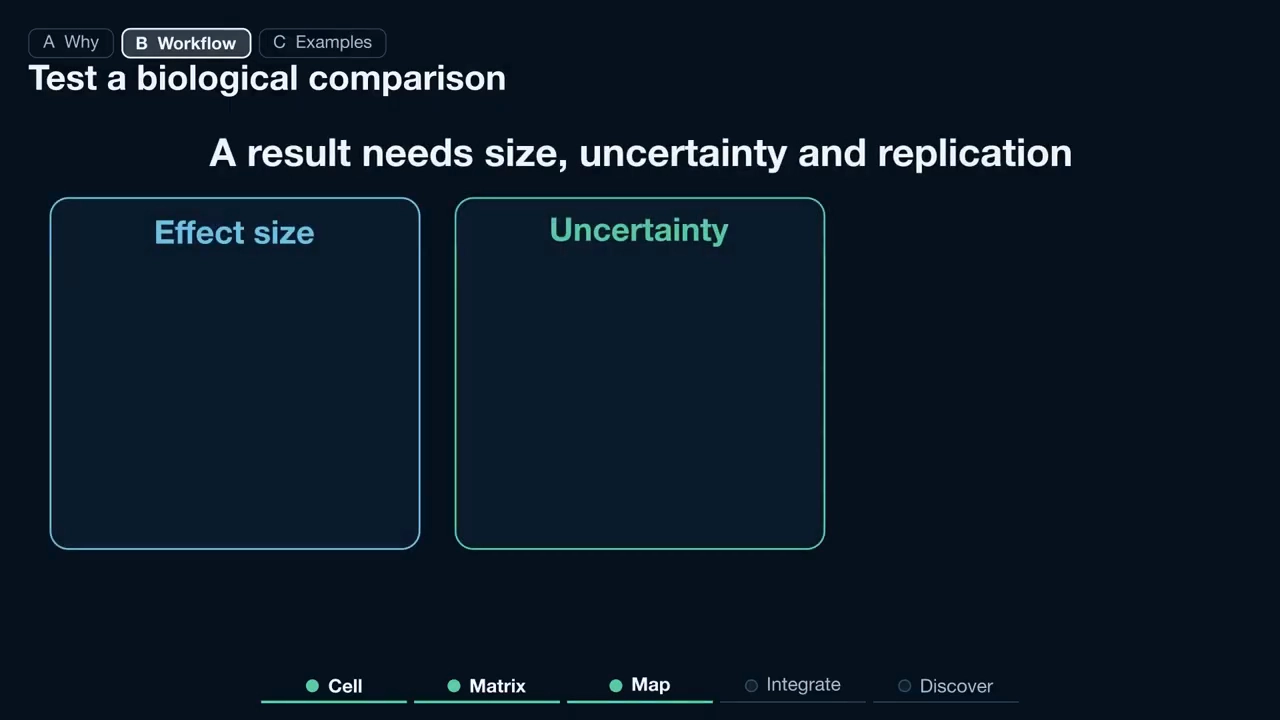 A Why B Workflow C Examples
Test a biological comparison
A result needs size, uncertainty and replication
Effect size
Uncertainty
Cell Matrix Map Integrate Discover